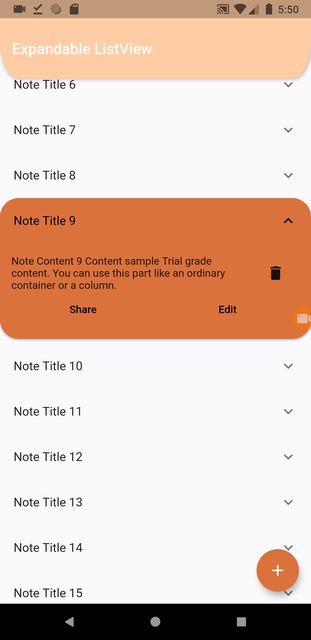 5:50
Expandable ListView
Note Title 6
Note Title 7
Note Title 8
Note Title 9
Note Content 9 Content sample Trial grade
content. You can use this part like an ordinary
container or a column.
Share Edit
Note Title 10
Note Title 11
Note Title 12
Note Title 13
Note Title 14
Note Title 15